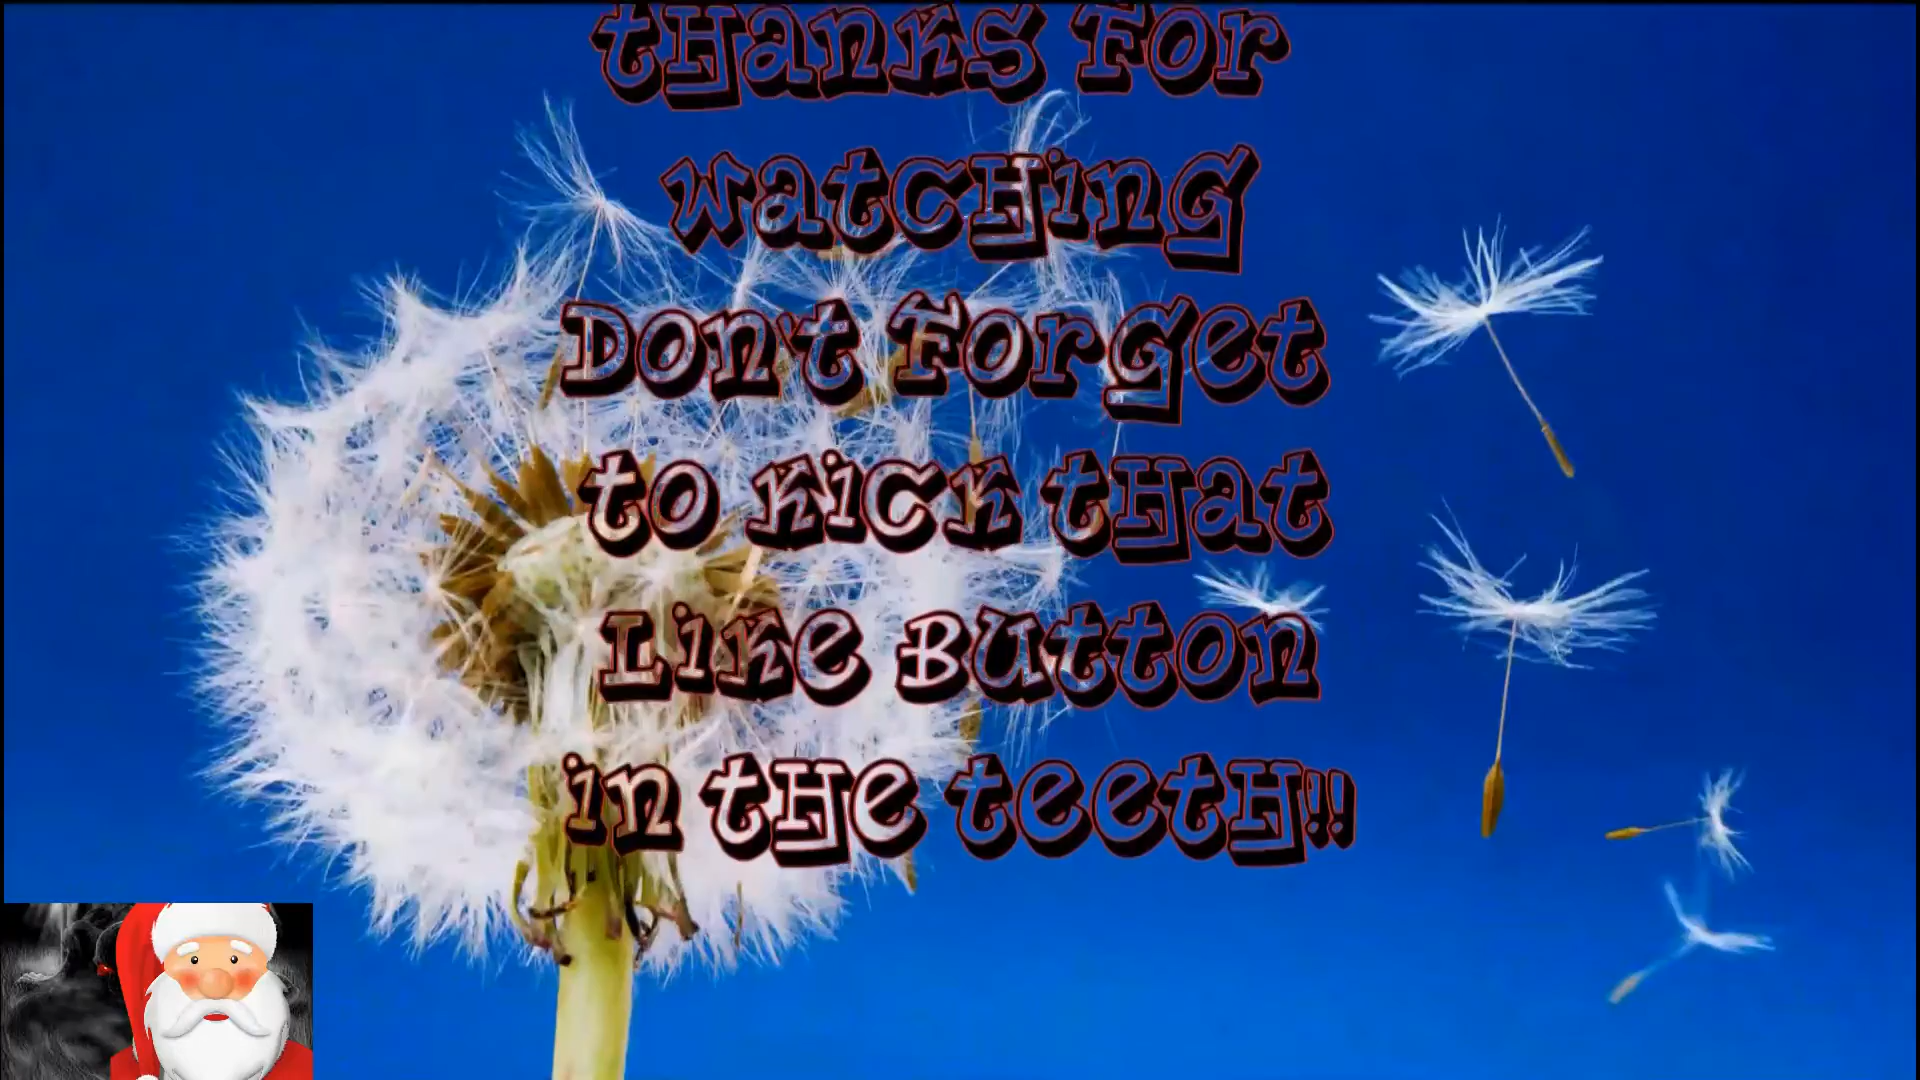 tHanks For
watcHing
Don't Forget
to kick tHat
Like Button
in tHe teetH!!